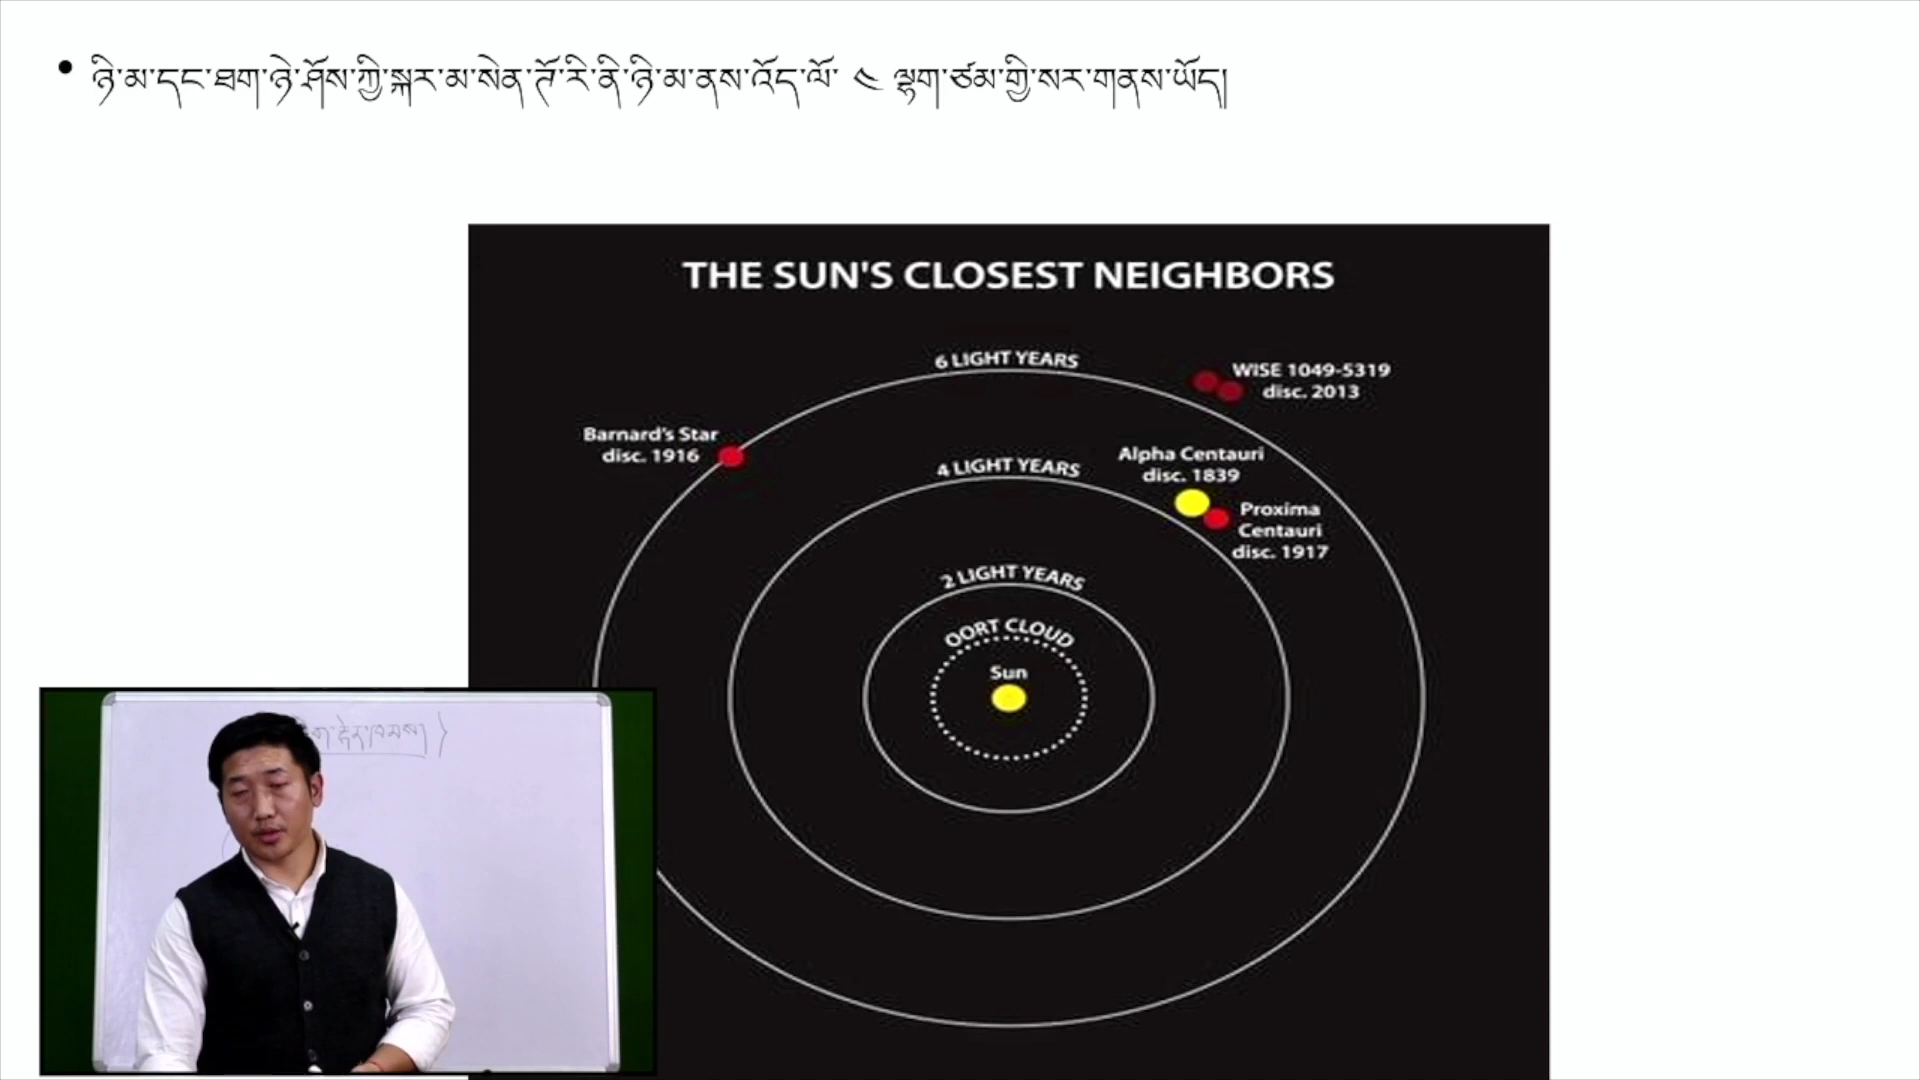 • ཉི་མ་དང་ཐག་ཉེ་ཤོས་ཀྱི་སྐར་མ་སེན་ཊོ་རི་ནི་ཉི་མ་ནས་འོད་ལོ་ ༤ ལྷག་ཙམ་གྱི་སར་གནས་ཡོད།
THE SUN'S CLOSEST NEIGHBORS
6 LIGHT YEARS
WISE 1049-5319
disc. 2013
Barnard's Star
disc. 1916
4 LIGHT YEARS
Alpha Centauri
disc. 1839
Proxima
Centauri
disc. 1917
2 LIGHT YEARS
OORT CLOUD
Sun